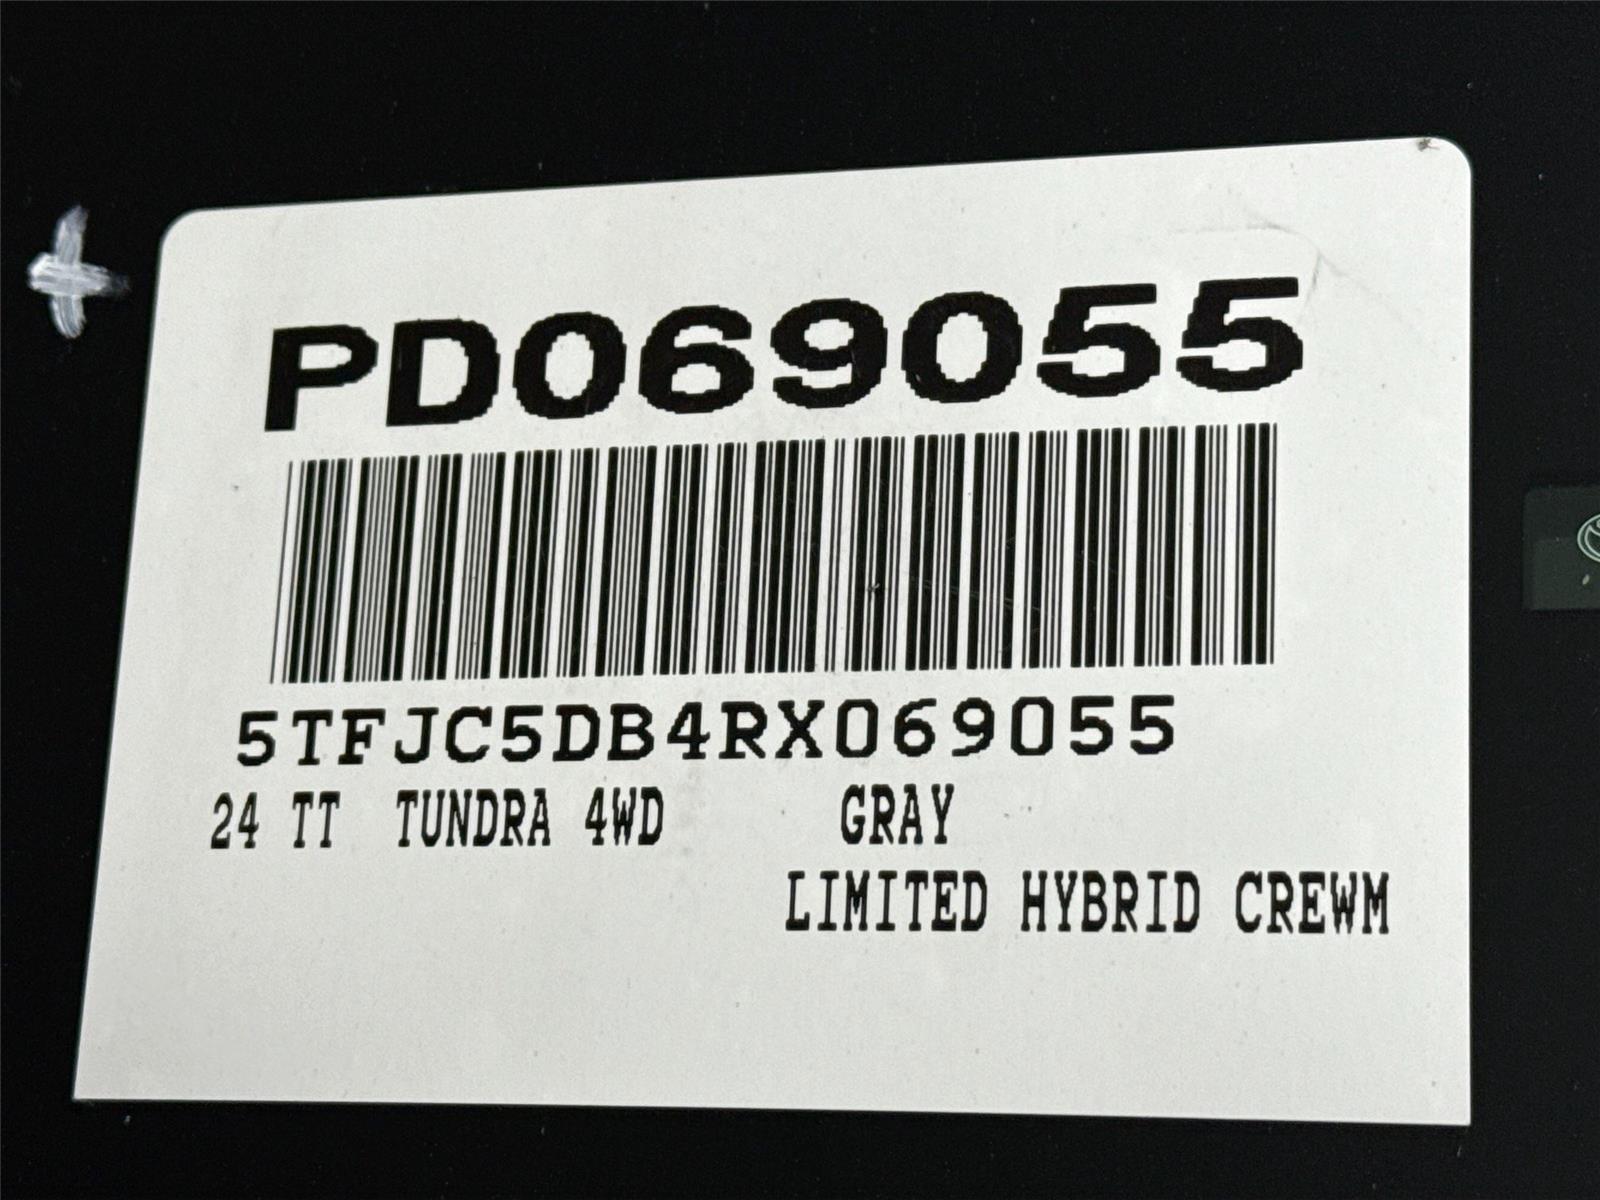 PD069055
5TFJC5DB4RX069055
24 TT TUNDRA 4WD GRAY
LIMITED HYBRID CREWM